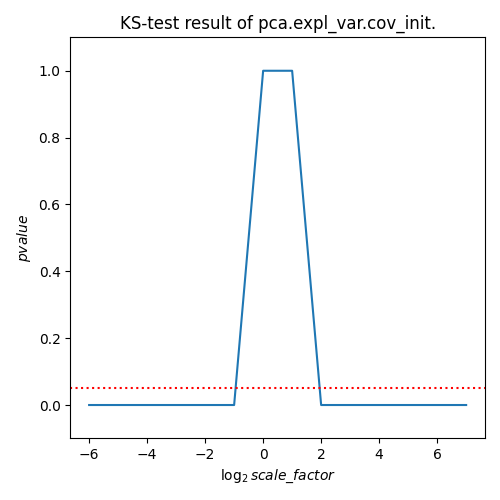 KS-test result of pca.expl_var.cov_init.
1.0
0.8
0.6
0.4
0.2
0.0
pvalue
−6 −4 −2 0 2 4 6
log₂ scale_factor